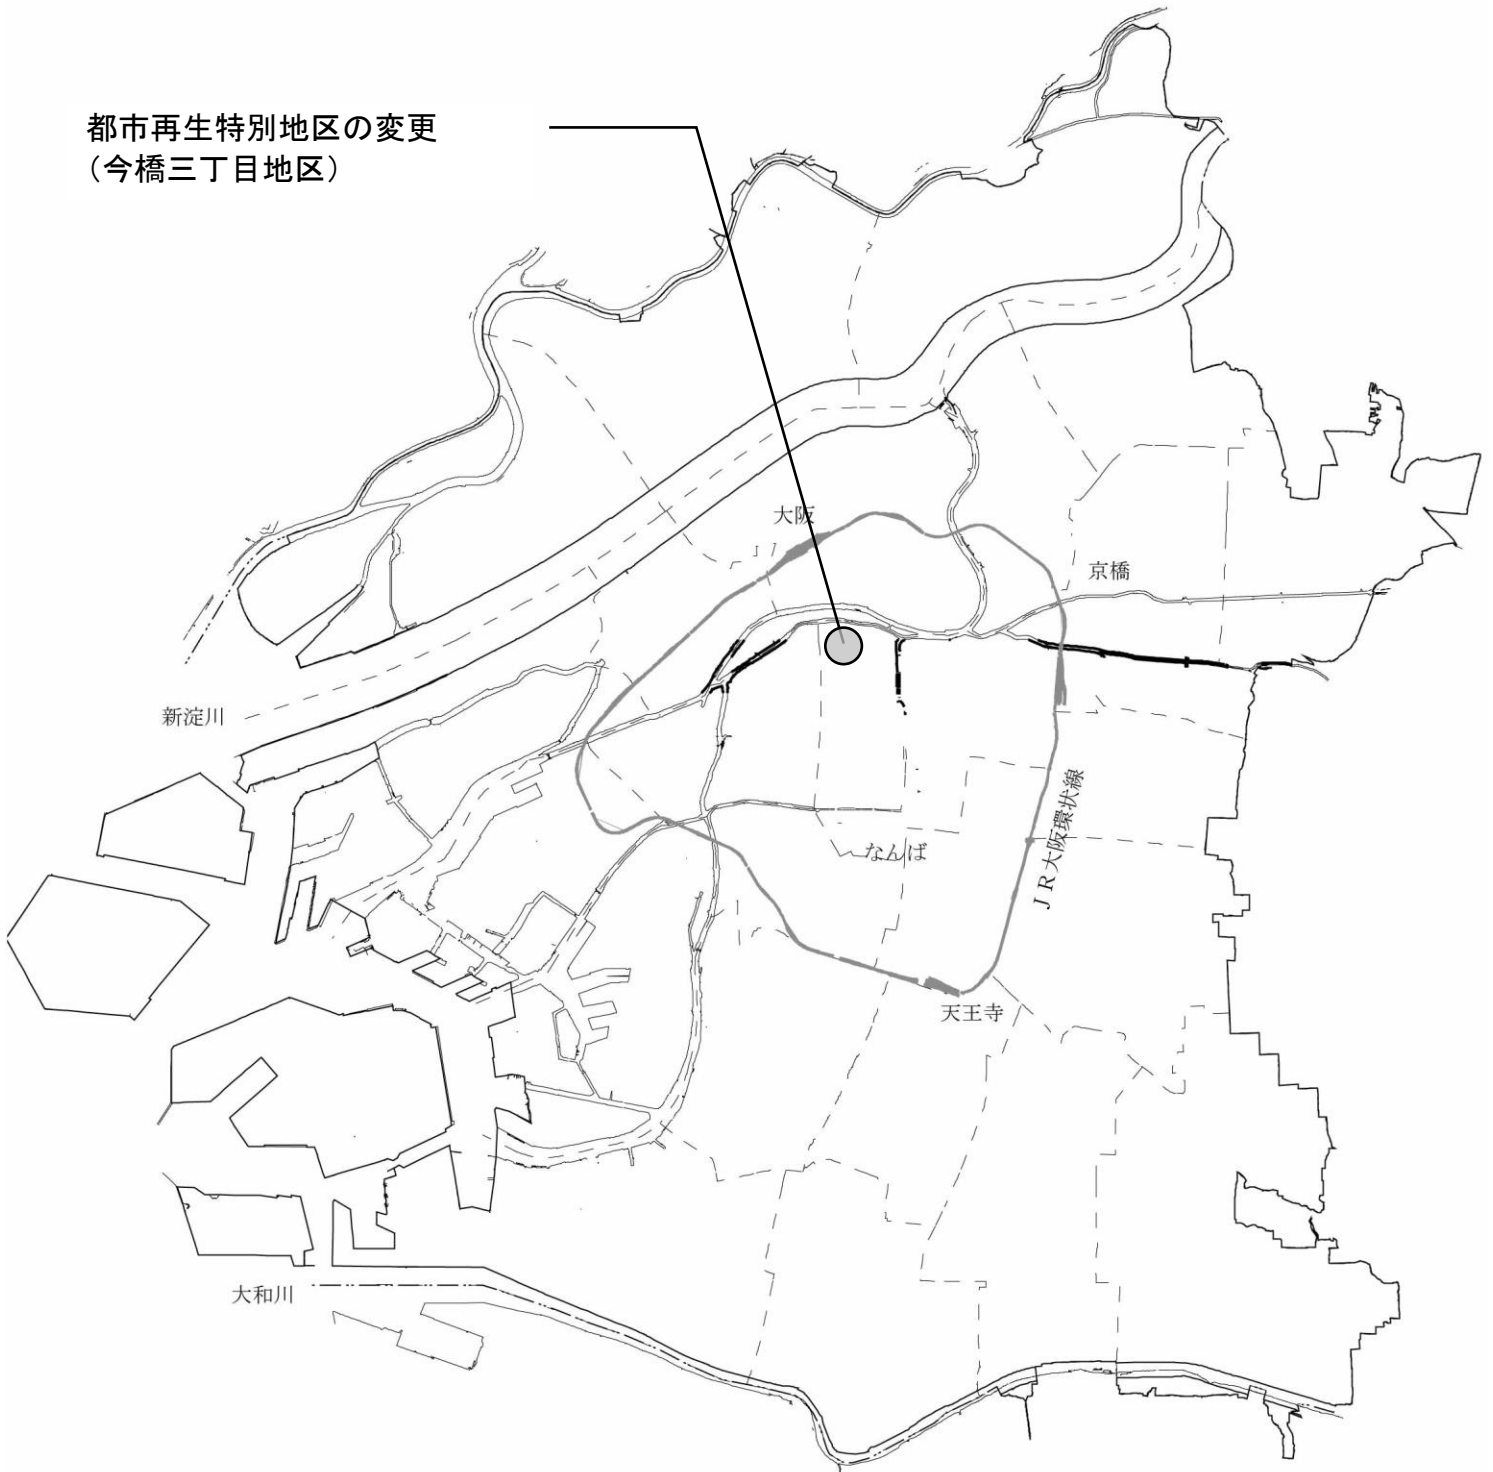 都市再生特別地区の変更
（今橋三丁目地区）
大阪
京橋
新淀川
なんば
ＪＲ大阪環状線
天王寺
大和川